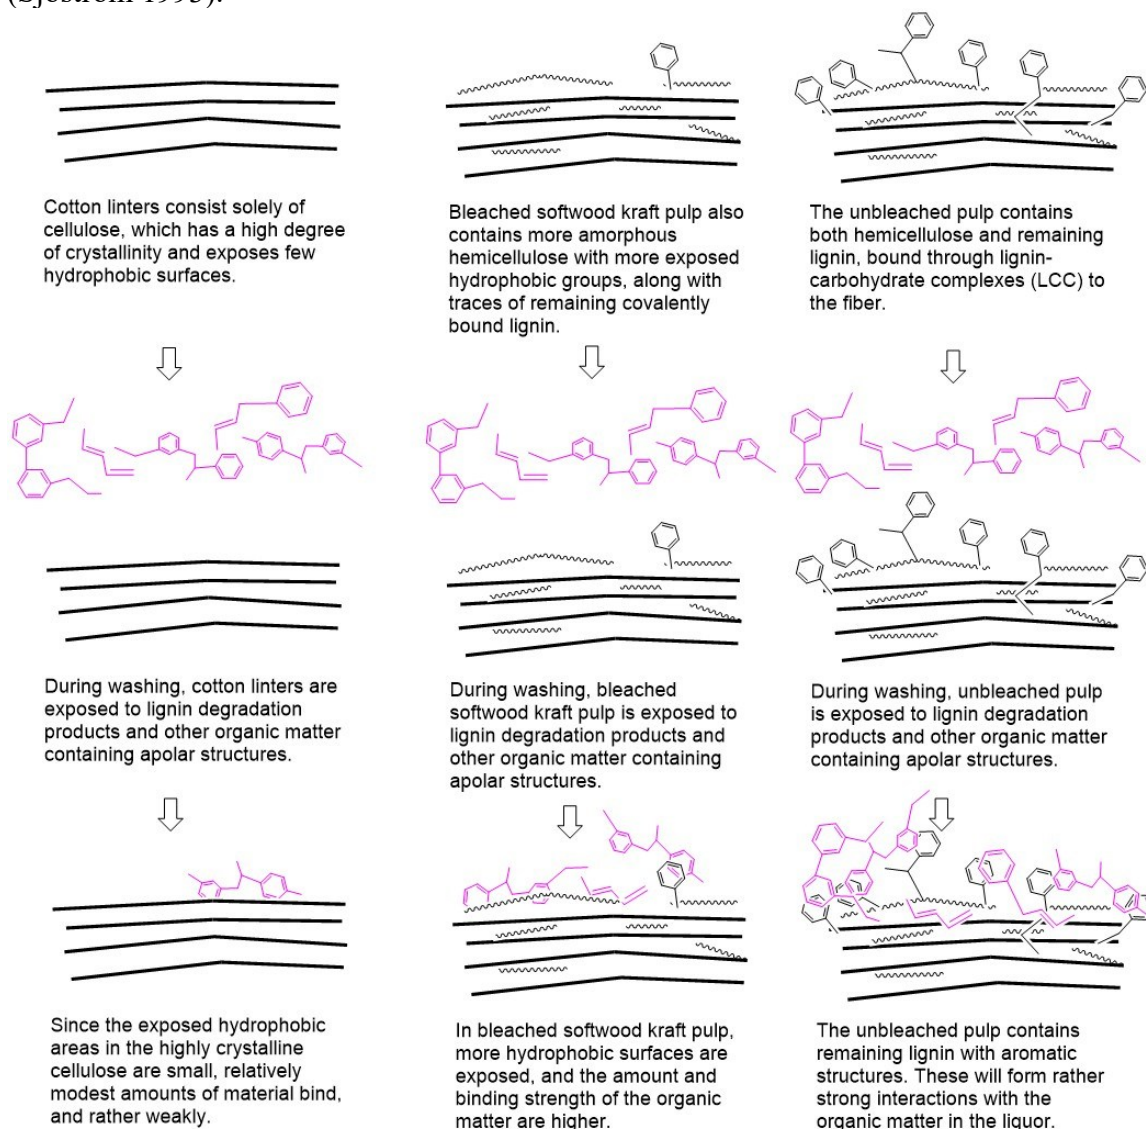 (Sjöström 1993).
Cotton linters consist solely of
cellulose, which has a high degree
of crystallinity and exposes few
hydrophobic surfaces.
Bleached softwood kraft pulp also
contains more amorphous
hemicellulose with more exposed
hydrophobic groups, along with
traces of remaining covalently
bound lignin.
The unbleached pulp contains
both hemicellulose and remaining
lignin, bound through lignin-
carbohydrate complexes (LCC) to
the fiber.
During washing, cotton linters are
exposed to lignin degradation
products and other organic matter
containing apolar structures.
During washing, bleached
softwood kraft pulp is exposed to
lignin degradation products and
other organic matter containing
apolar structures.
During washing, unbleached pulp
is exposed to lignin degradation
products and other organic matter
containing apolar structures.
Since the exposed hydrophobic
areas in the highly crystalline
cellulose are small, relatively
modest amounts of material bind,
and rather weakly.
In bleached softwood kraft pulp,
more hydrophobic surfaces are
exposed, and the amount and
binding strength of the organic
matter are higher.
The unbleached pulp contains
remaining lignin with aromatic
structures. These will form rather
strong interactions with the
organic matter in the liquor.